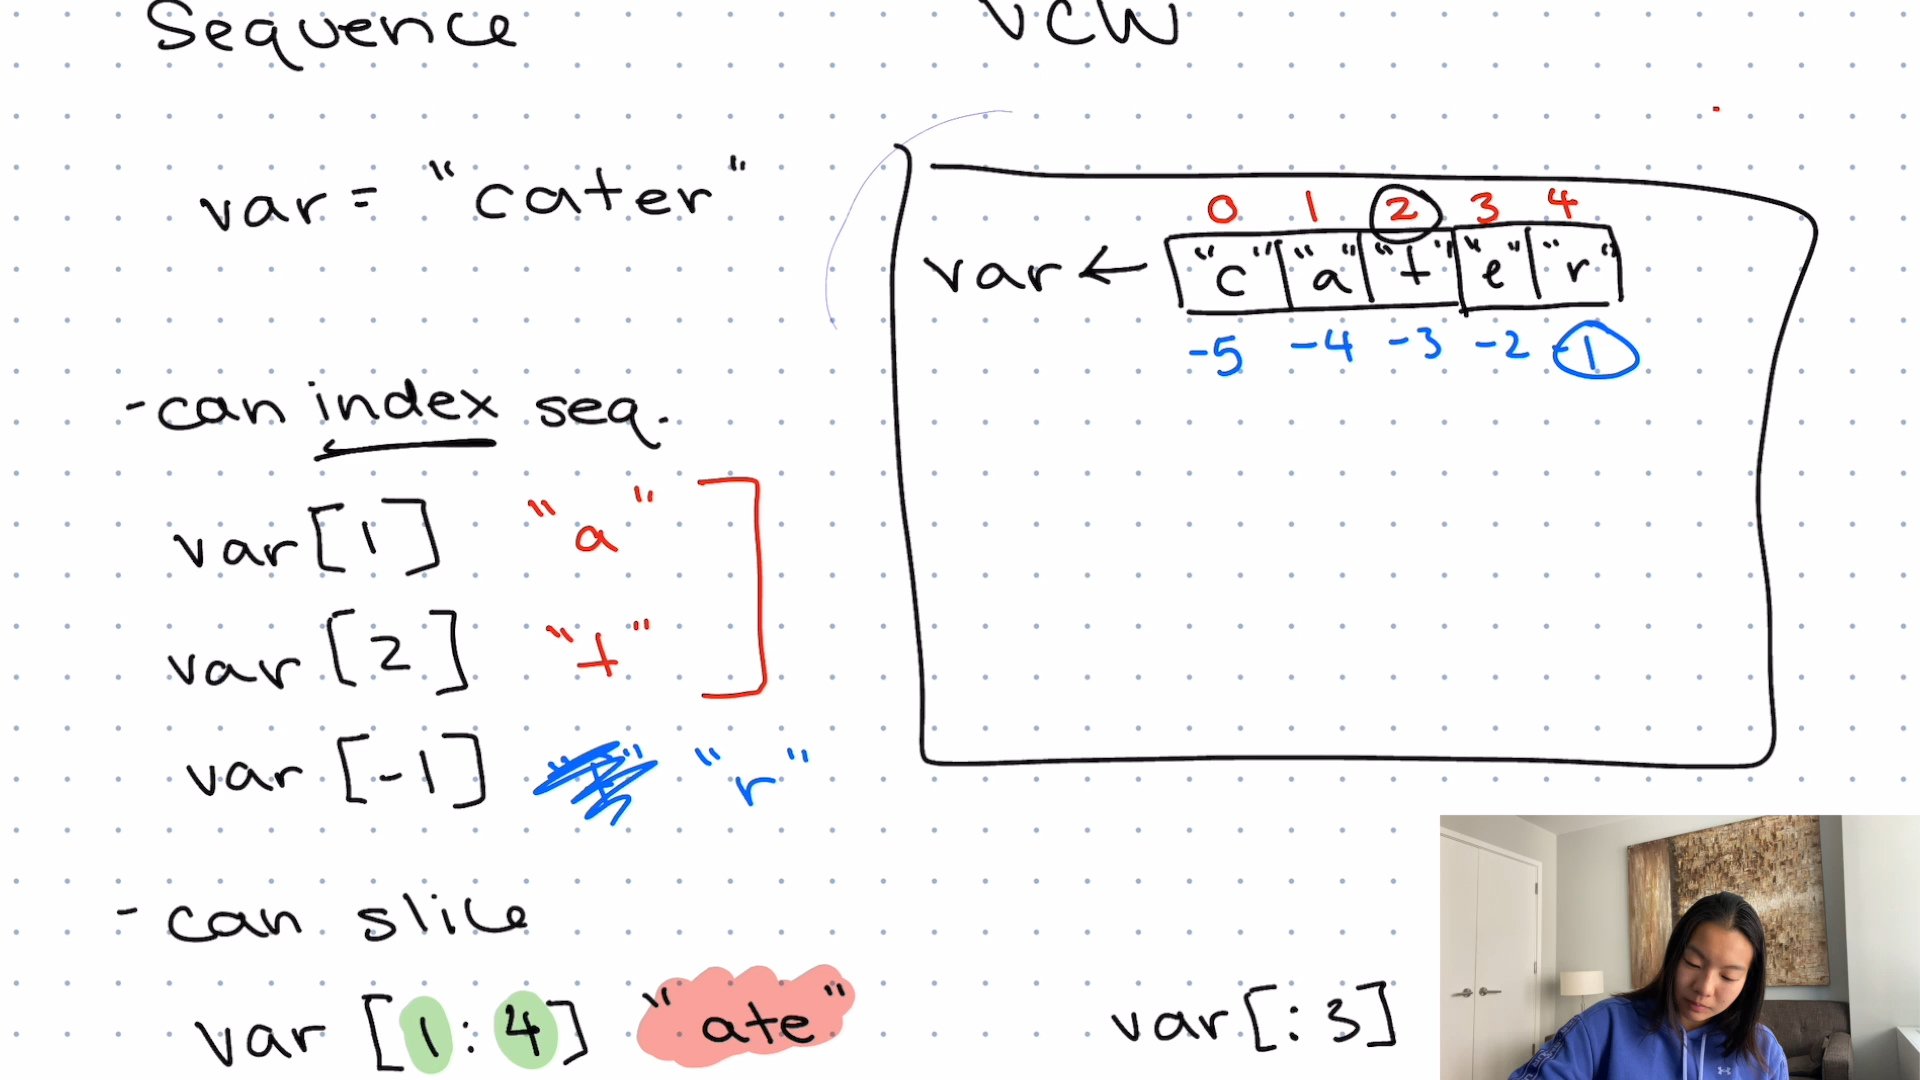 Sequence
var = "cater"
-can index seq.
var[1] "a"
var[2] "t"
var[-1] "r"
- can slice
var [1:4] "ate"
0 1 2 3 4
var ← "c" "a" "t" "e" "r"
-5 -4 -3 -2 -1
var[:3]